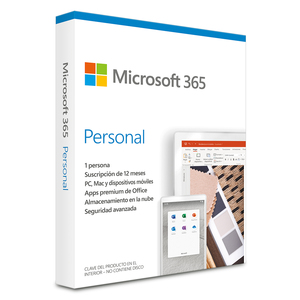 Microsoft 365
Personal
1 persona
Suscripción de 12 meses
PC, Mac y dispositivos móviles
Apps premium de Office
Almacenamiento en la nube
Seguridad avanzada
CLAVE DEL PRODUCTO EN EL
INTERIOR – NO CONTIENE DISCO
Microsoft 365 Personal